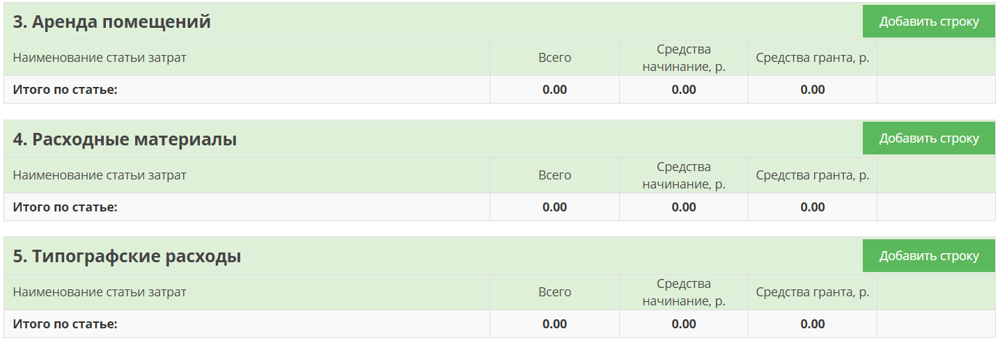 3. Аренда помещений Добавить строку
Наименование статьи затрат Всего Средства начинание, р. Средства гранта, р.
Итого по статье: 0.00 0.00 0.00
4. Расходные материалы Добавить строку
Наименование статьи затрат Всего Средства начинание, р. Средства гранта, р.
Итого по статье: 0.00 0.00 0.00
5. Типографские расходы Добавить строку
Наименование статьи затрат Всего Средства начинание, р. Средства гранта, р.
Итого по статье: 0.00 0.00 0.00